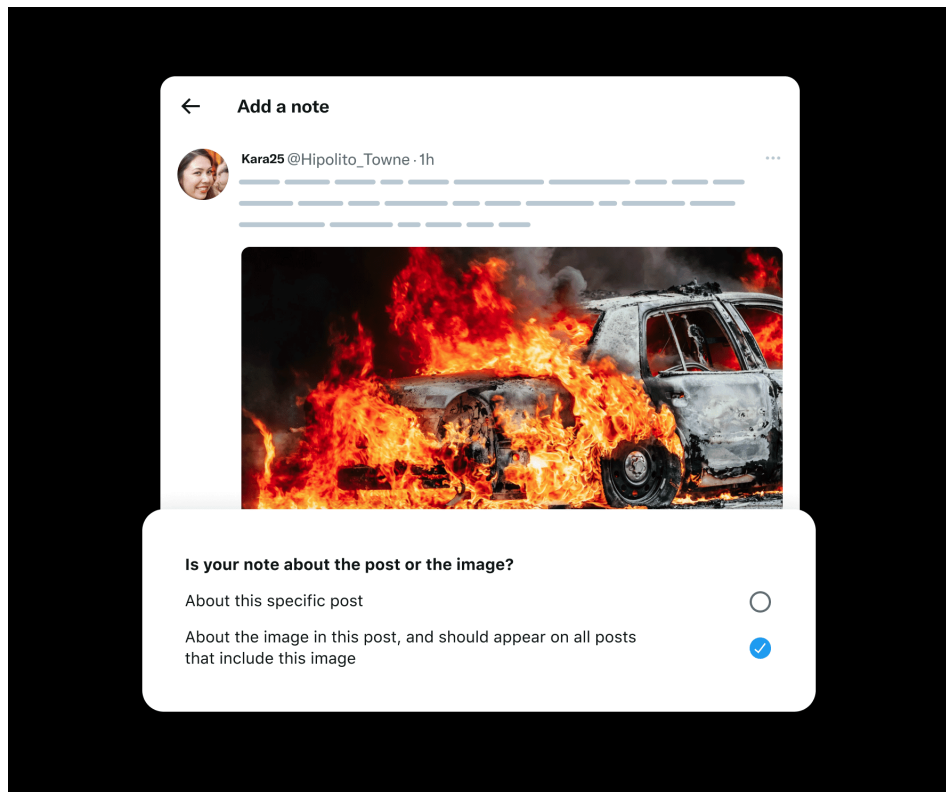 Add a note
Kara25 @Hipolito_Towne · 1h
Is your note about the post or the image?
About this specific post
About the image in this post, and should appear on all posts
that include this image